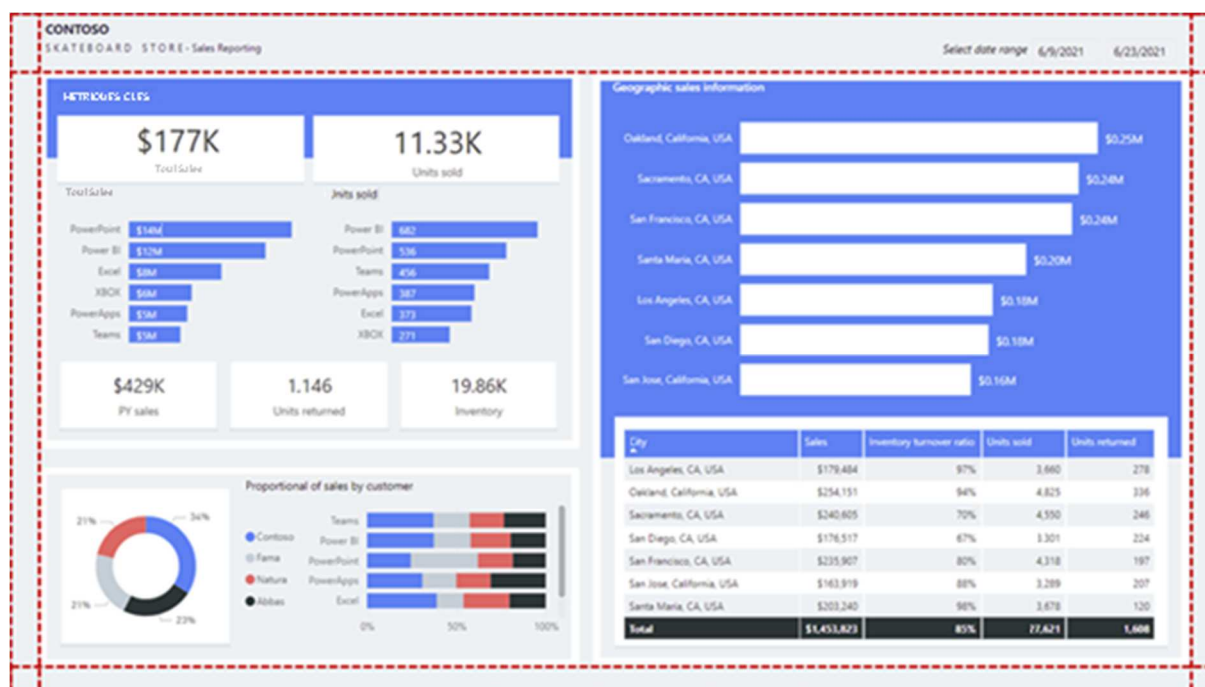 CONTOSO
SKATEBOARD STORE- Sales Reporting
Select date range 6/9/2021 6/23/2021
METRIQUES CLES
$177K
Total Sales
11.33K
Units sold
Total Sales
PowerPoint $14M
Power BI $12M
Excel $8M
XBOX $6M
PowerApps $5M
Teams $5M
Units sold
Power BI 682
PowerPoint 536
Teams 456
PowerApps 387
Excel 373
XBOX 271
$429K
PY sales
1.146
Units returned
19.86K
Inventory
Proportional of sales by customer
34%
21%
21%
23%
Contoso
Fama
Natura
Abbas
Teams
Power BI
PowerPoint
PowerApps
Excel
0% 50% 100%
Geographic sales information
Oakland, California, USA $0.25M
Sacramento, CA, USA $0.24M
San Francisco, CA, USA $0.24M
Santa Maria, CA, USA $0.20M
Los Angeles, CA, USA $0.18M
San Diego, CA, USA $0.18M
San Jose, California, USA $0.16M
City Sales Inventory turnover ratio Units sold Units returned
Los Angeles, CA, USA $179,484 97% 3,660 278
Oakland, California, USA $254,151 94% 4,825 336
Sacramento, CA, USA $240,605 70% 4,550 246
San Diego, CA, USA $176,517 67% 3.301 224
San Francisco, CA, USA $235,907 80% 4,318 197
San Jose, California, USA $163,919 88% 3,289 207
Santa Maria, CA, USA $203,240 98% 3,678 120
Total $1,453,823 85% 27,621 1,608